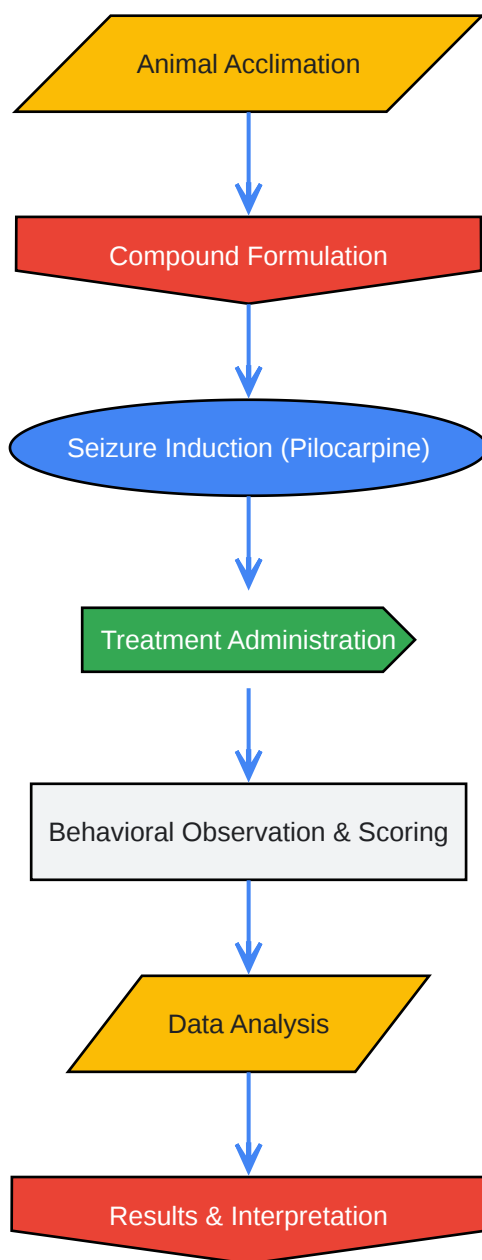 Animal Acclimation
Compound Formulation
Seizure Induction (Pilocarpine)
Treatment Administration
Behavioral Observation & Scoring
Data Analysis
Results & Interpretation